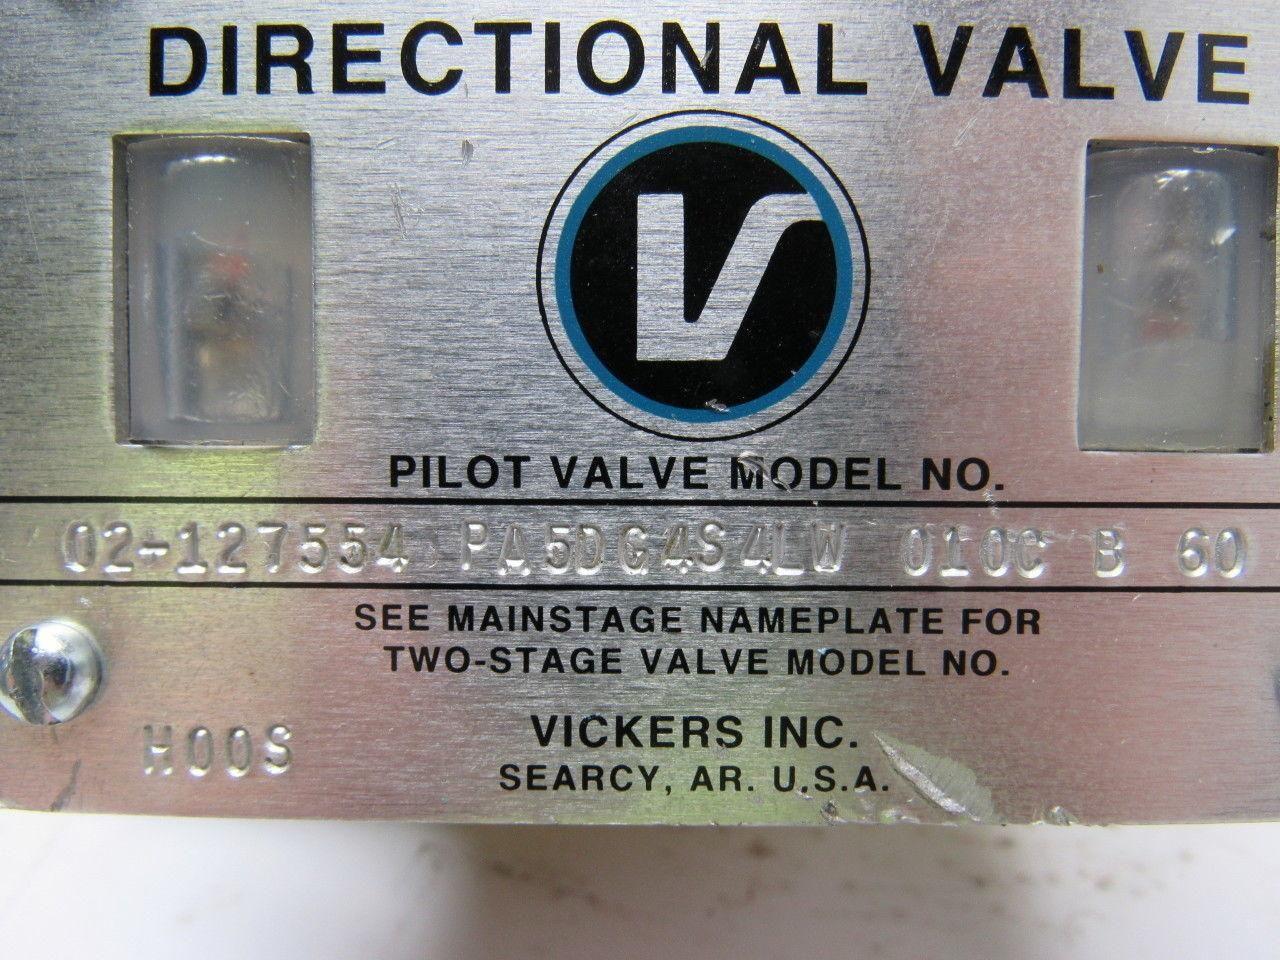 DIRECTIONAL VALVE
V
PILOT VALVE MODEL NO.
02-127554 PA5DG4S4LW 010C B 60
SEE MAINSTAGE NAMEPLATE FOR
TWO-STAGE VALVE MODEL NO.
H00S
VICKERS INC.
SEARCY, AR. U.S.A.